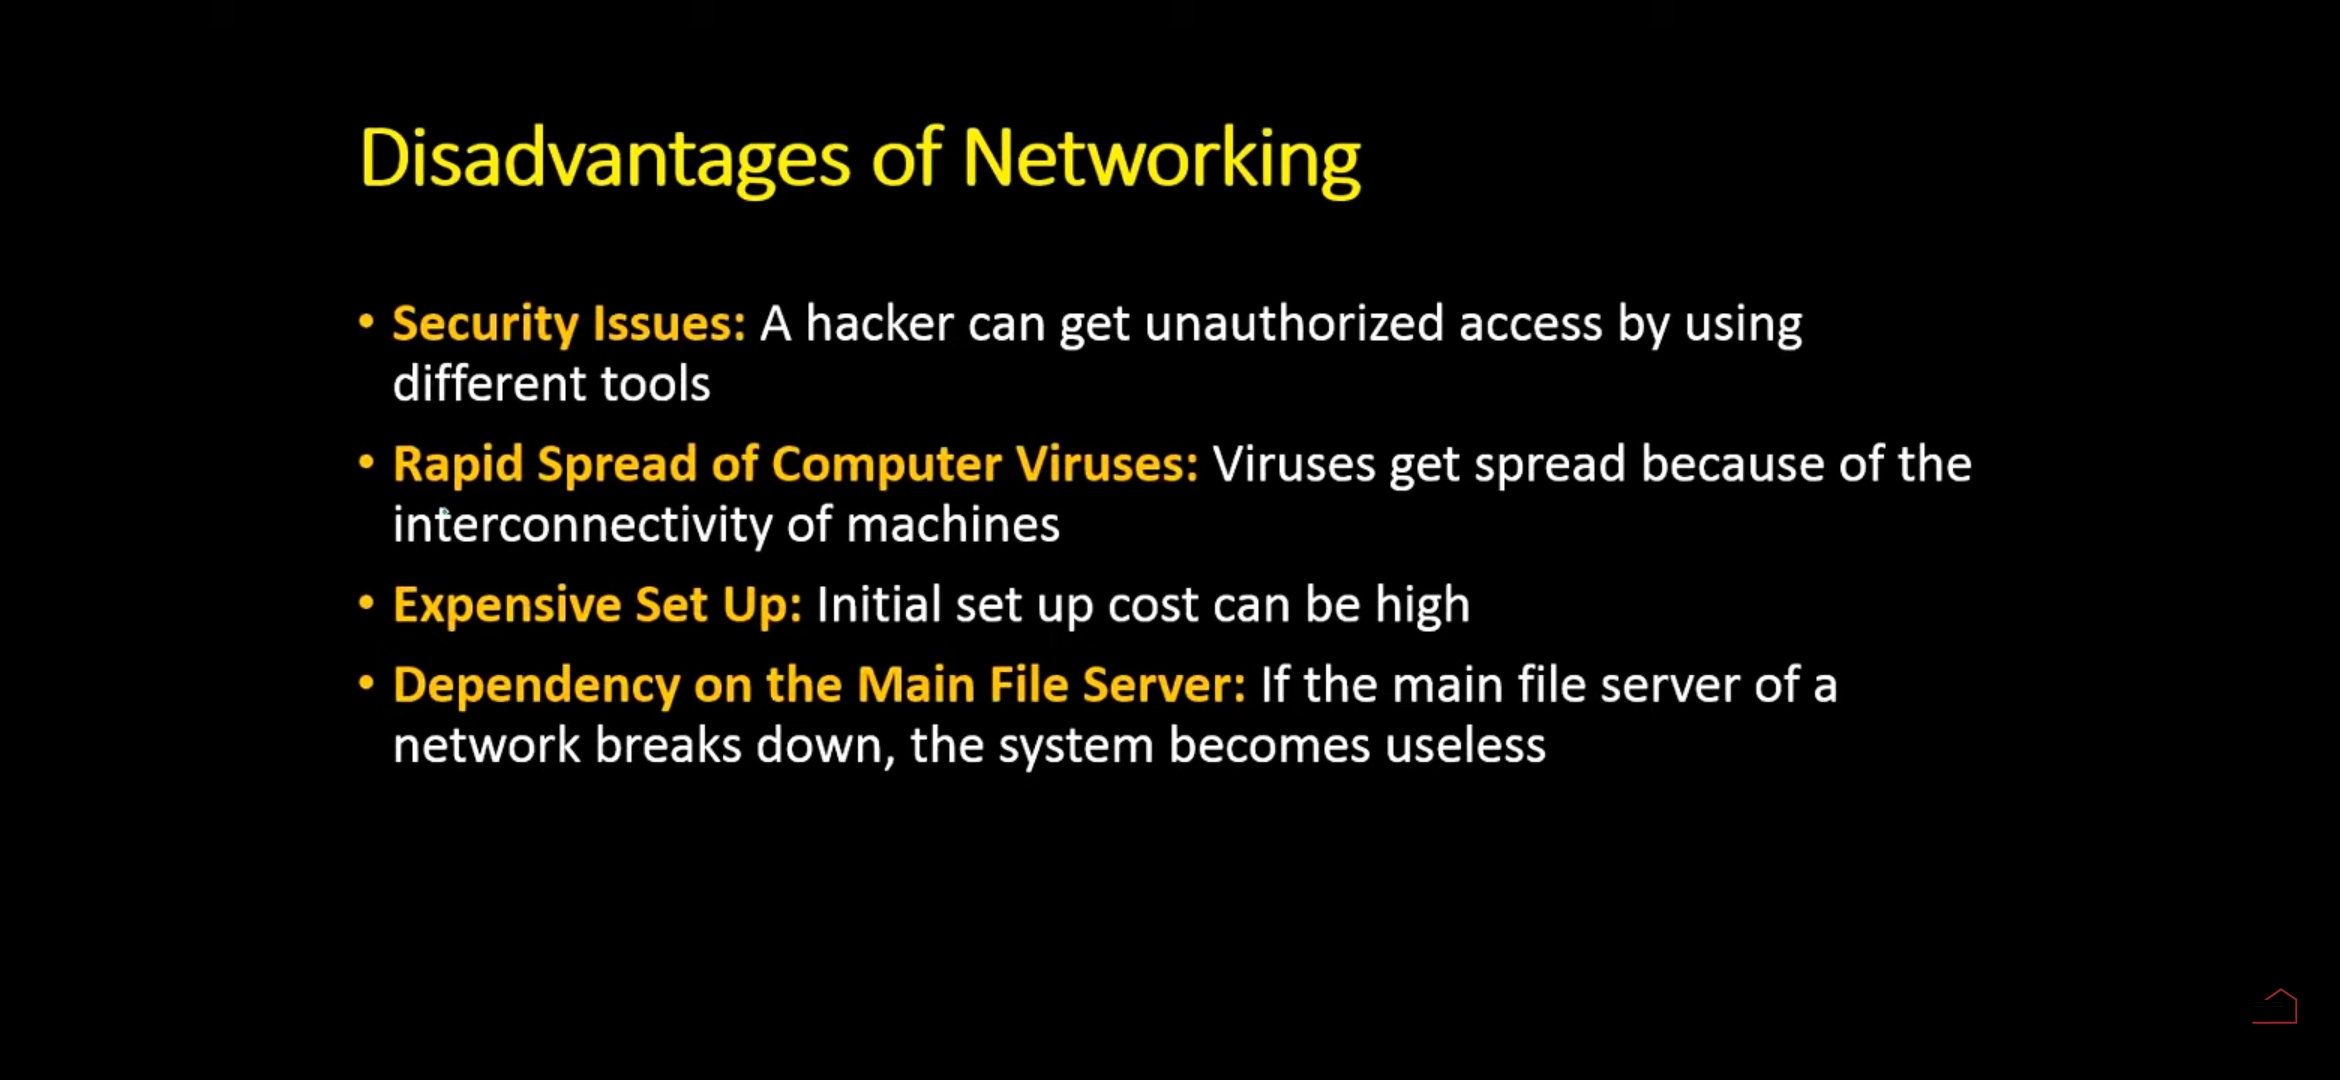 Disadvantages of Networking
• Security Issues: A hacker can get unauthorized access by using
different tools
• Rapid Spread of Computer Viruses: Viruses get spread because of the
interconnectivity of machines
• Expensive Set Up: Initial set up cost can be high
• Dependency on the Main File Server: If the main file server of a
network breaks down, the system becomes useless